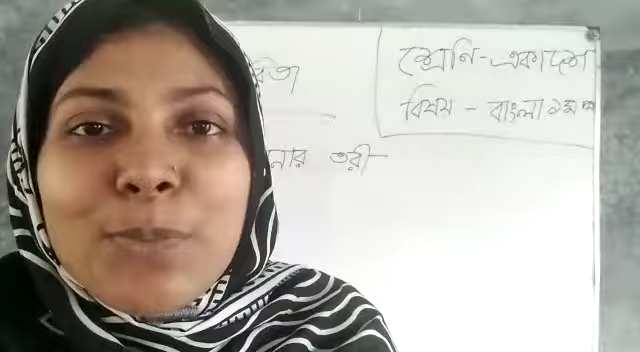 বিতা
শ্রেণি - একাদশ
বিষয় - বাংলা ১ম
নার তরী